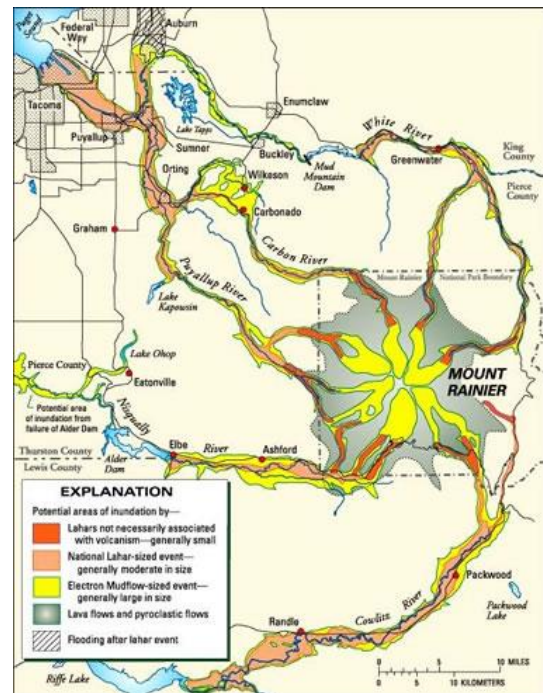 Puget
Sound
Federal
Way
Auburn
Tacoma
Lake Tapps
Enumclaw
White River
Puyallup
Sumner
Buckley
Mud
Mountain
Dam
Greenwater
King
County
Pierce
County
Orting
Wilkason
Carbonado
Graham
Carbon River
Puyallup River
Mount Rainier
National Park Boundary
Lake
Kapowsin
MOUNT
RAINIER
Pierce County
Lake Ohop
Eatonville
Potential area
of inundation from
failure of Alder Dam
Nisqually
River
Thurston County
Lewis County
Alder
Dam
Elbe
Ashford
EXPLANATION
Potential areas of inundation by—
Lahars not necessarily associated
with volcanism—generally small
National Lahar-sized event—
generally moderate in size
Electron Mudflow-sized event—
generally large in size
Lava flows and pyroclastic flows
Flooding after lahar event
Packwood
Packwood
Lake
Randle
Cowlitz River
Riffe Lake
5 0 5 10 MILES
5 0 10 KILOMETERS